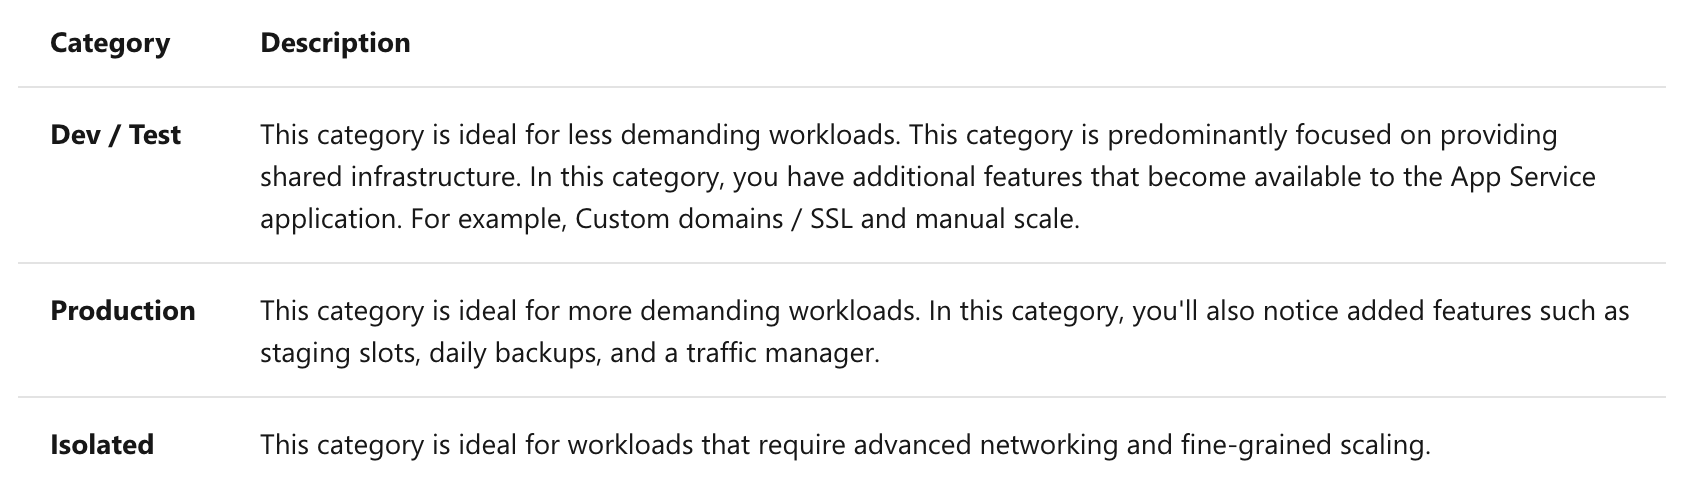 Category Description
Dev / Test This category is ideal for less demanding workloads. This category is predominantly focused on providing
shared infrastructure. In this category, you have additional features that become available to the App Service
application. For example, Custom domains / SSL and manual scale.
Production This category is ideal for more demanding workloads. In this category, you'll also notice added features such as
staging slots, daily backups, and a traffic manager.
Isolated This category is ideal for workloads that require advanced networking and fine-grained scaling.